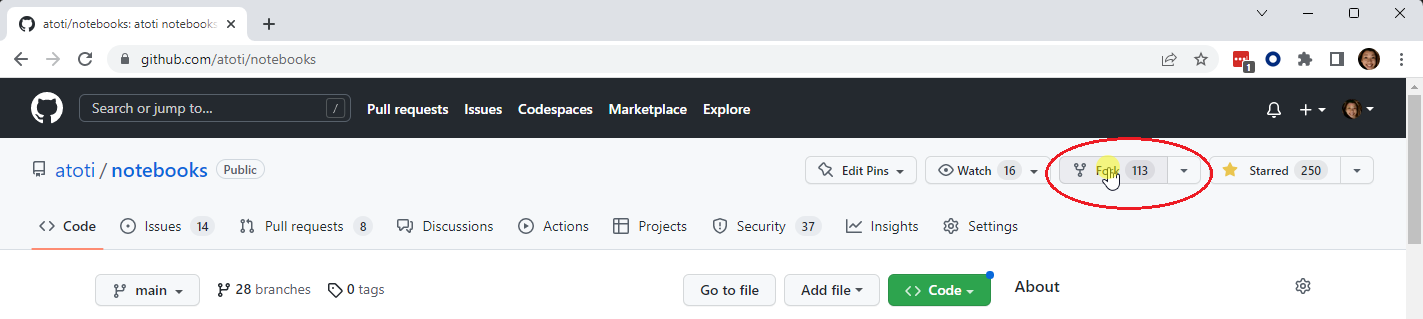 atoti/notebooks: atoti notebooks
github.com/atoti/notebooks
1
Search or jump to... /
Pull requests Issues Codespaces Marketplace Explore
atoti / notebooks Public
Edit Pins Watch 16 Fork 113 Starred 250
Code Issues 14 Pull requests 8 Discussions Actions Projects Security 37 Insights Settings
main 28 branches 0 tags Go to file Add file Code About